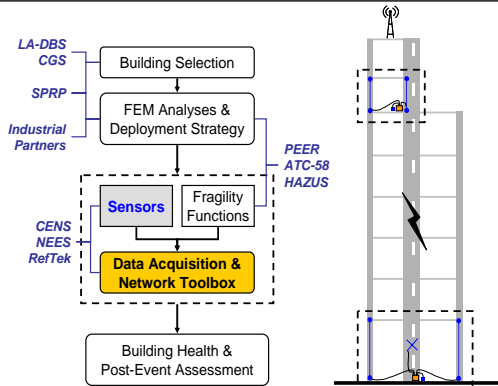 LA-DBS
CGS
SPRP
Industrial
Partners
Building Selection
FEM Analyses &
Deployment Strategy
PEER
ATC-58
HAZUS
Sensors
Fragility
Functions
CENS
NEES
RefTek
Data Acquisition &
Network Toolbox
Building Health &
Post-Event Assessment